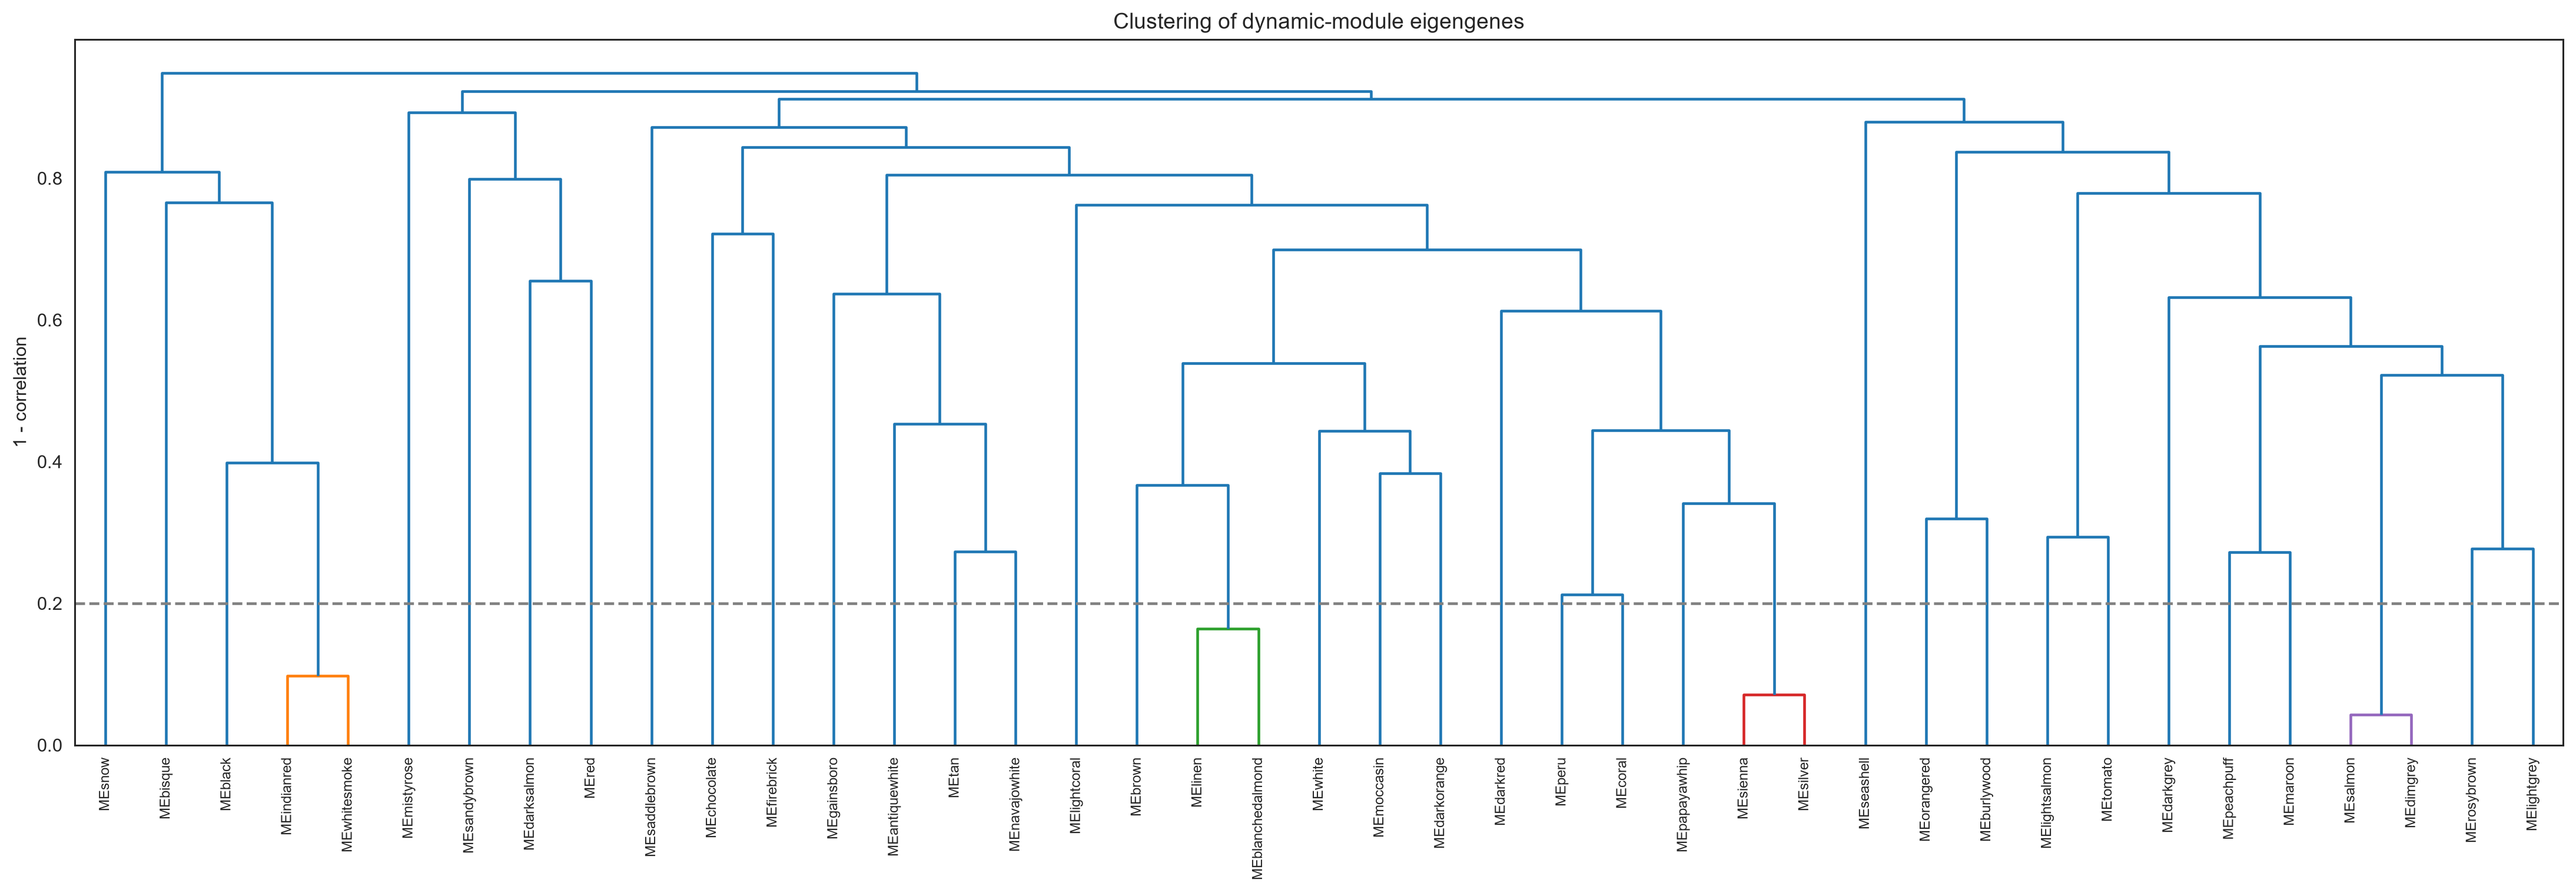 Clustering of dynamic-module eigengenes
1 - correlation
0.8
0.6
0.4
0.2
0.0
MEsnow
MEbisque
MEblack
MEindianred
MEwhitesmoke
MEmistyrose
MEsandybrown
MEdarksalmon
MEred
MEsaddlebrown
MEchocolate
MEfirebrick
MEgainsboro
MEantiquewhite
MEtan
MEnavajowhite
MElightcoral
MEbrown
MElinen
MEblanchedalmond
MEwhite
MEmoccasin
MEdarkorange
MEdarkred
MEperu
MEcoral
MEpapayawhip
MEsienna
MEsilver
MEseashell
MEorangered
MEburlywood
MElightsalmon
MEtomato
MEdarkgrey
MEpeachpuff
MEmaroon
MEsalmon
MEdimgrey
MErosybrown
MElightgrey